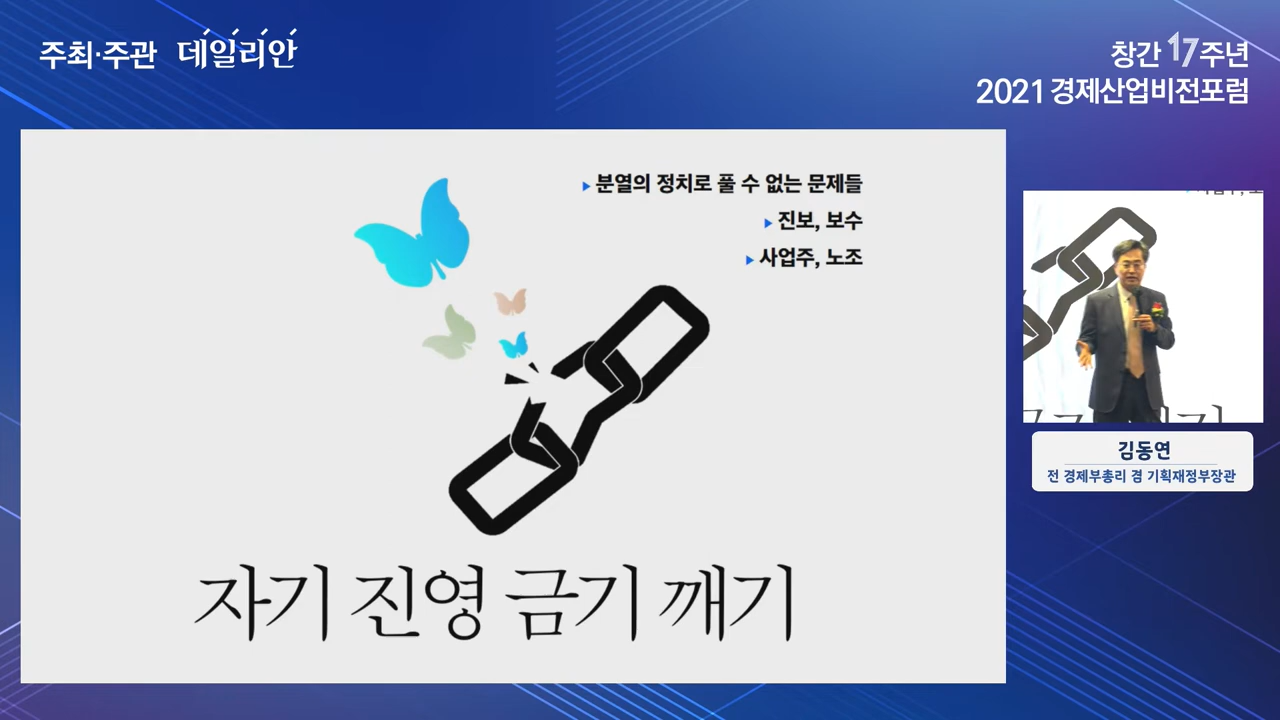 주최·주관 데일리안
창간 17주년
2021 경제산업비전포럼
▸ 분열의 정치로 풀 수 없는 문제들
▸ 진보, 보수
▸ 사업주, 노조
자기 진영 금기 깨기
김동연
전 경제부총리 겸 기획재정부장관